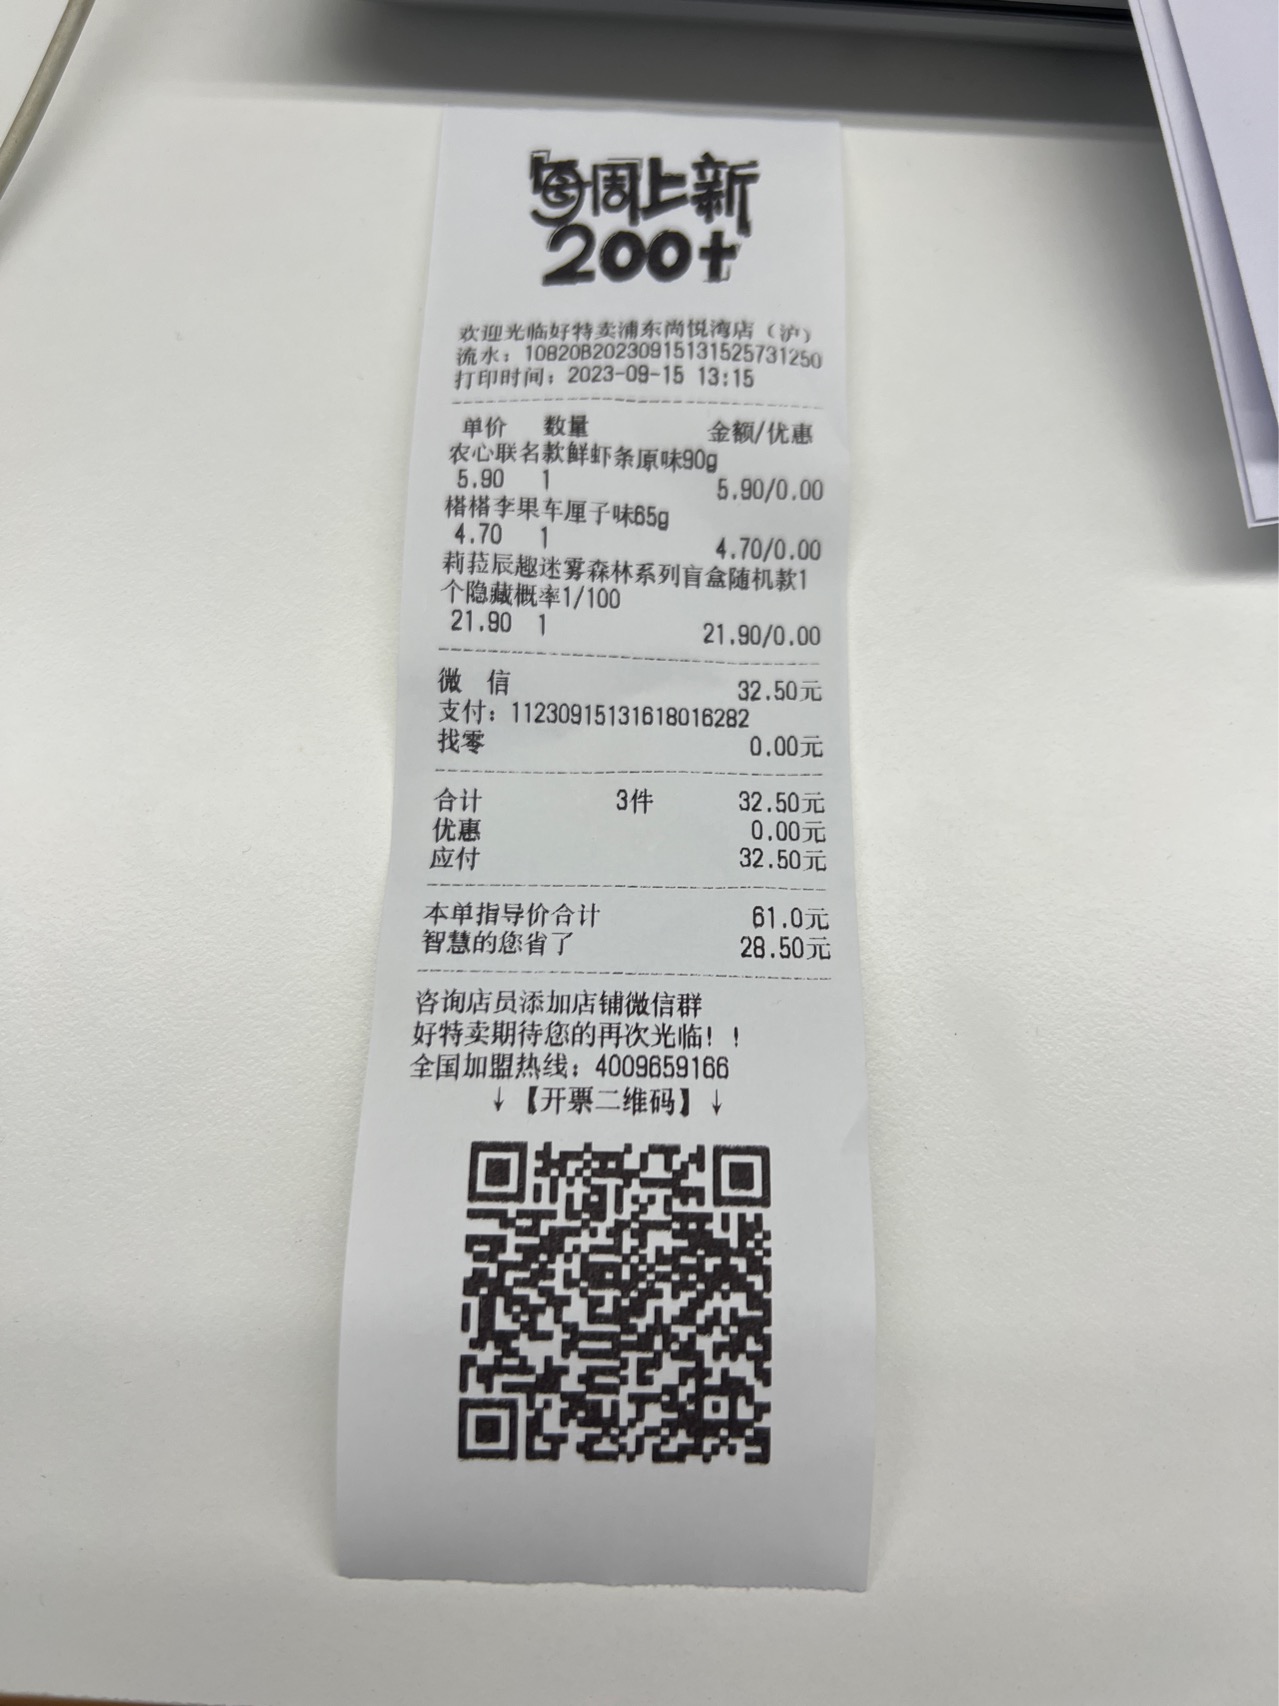 每周上新
200+
欢迎光临好特卖浦东尚悦湾店（沪）
流水：10820B20230915131525731250
打印时间：2023-09-15 13:15
单价 数量 金额/优惠
农心联名款鲜虾条原味90g
5.90 1 5.90/0.00
榙榙李果车厘子味65g
4.70 1 4.70/0.00
莉菈辰趣迷雾森林系列盲盒随机款1
个隐藏概率1/100
21.90 1 21.90/0.00
微 信 32.50元
支付：112309151316180​16282
找零 0.00元
合计 3件 32.50元
优惠 0.00元
应付 32.50元
本单指导价合计 61.0元
智慧的您省了 28.50元
咨询店员添加店铺微信群
好特卖期待您的再次光临！！
全国加盟热线：4009659166
↓【开票二维码】↓